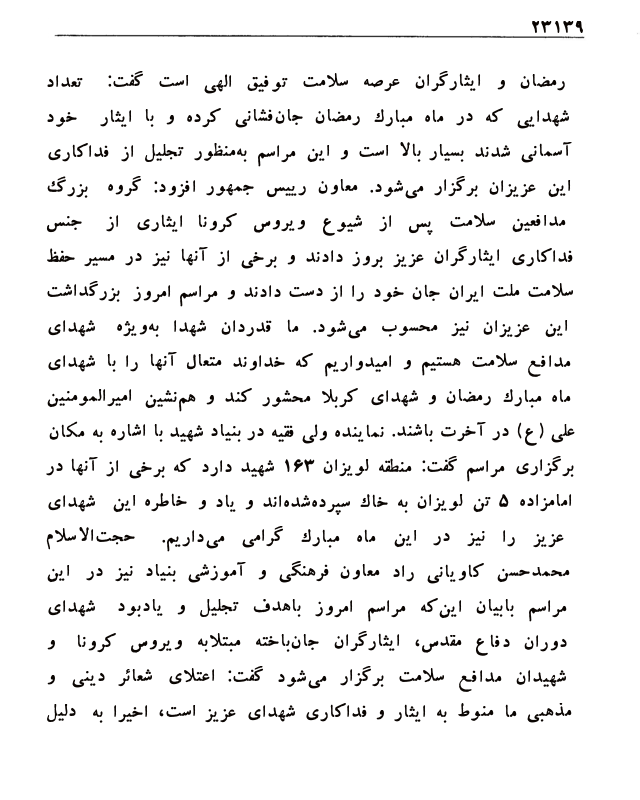 ۲۳۱۳۹
رمضان و ایثارگران عرصه سلامت توفیق الهی است گفت: تعداد
شهدایی که در ماه مبارك رمضان جان‌فشانی کرده و با ایثار خود
آسمانی شدند بسیار بالا است و این مراسم به‌منظور تجلیل از فداکاری
این عزیزان برگزار می‌شود. معاون رییس جمهور افزود: گروه بزرگ
مدافعین سلامت پس از شیوع ویروس کرونا ایثاری از جنس
فداکاری ایثارگران عزیز بروز دادند و برخی از آنها نیز در مسیر حفظ
سلامت ملت ایران جان خود را از دست دادند و مراسم امروز بزرگداشت
این عزیزان نیز محسوب می‌شود. ما قدردان شهدا به‌ویژه شهدای
مدافع سلامت هستیم و امیدواریم که خداوند متعال آنها را با شهدای
ماه مبارك رمضان و شهدای کربلا محشور کند و هم‌نشین امیرالمومنین
علی (ع) در آخرت باشند. نماینده ولی فقیه در بنیاد شهید با اشاره به مکان
برگزاری مراسم گفت: منطقه لویزان ۱۶۳ شهید دارد که برخی از آنها در
امامزاده ۵ تن لویزان به خاك سپرده‌شده‌اند و یاد و خاطره این شهدای
عزیز را نیز در این ماه مبارك گرامی می‌داریم. حجت‌الاسلام
محمدحسن کاویانی راد معاون فرهنگی و آموزشی بنیاد نیز در این
مراسم بابیان این‌که مراسم امروز باهدف تجلیل و یادبود شهدای
دوران دفاع مقدس، ایثارگران جان‌باخته مبتلابه ویروس کرونا و
شهیدان مدافع سلامت برگزار می‌شود گفت: اعتلای شعائر دینی و
مذهبی ما منوط به ایثار و فداکاری شهدای عزیز است، اخیرا به دلیل